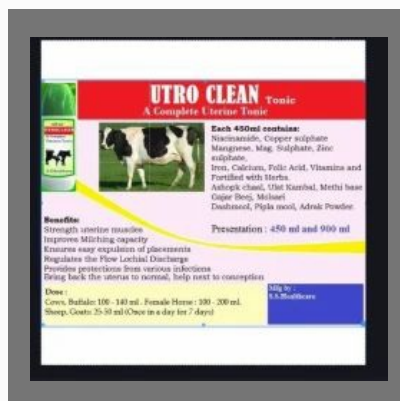 UTRO CLEAN Tonic
A Complete Uterine Tonic
Each 450ml contains:
Niacinamide, Copper sulphate
Mangnese, Mag. Sulphate, Zinc
sulphate,
Iron, Calcium, Folic Acid, Vitamins and
Fortified with Herbs.
Ashopk chaal, Ulat Kambal, Methi base
Gajar Beej, Molsari
Dashmool, Pipla mool, Adrak Powder.
Presentation : 450 ml and 900 ml
Benefits:
Strength uterine muscles
Improves Milching capacity
Ensures easy expulsion of placements
Regulates the Flow Lochial Discharge
Provides protections from various infections
Bring back the uterus to normal, help next to conception
Dose :
Cows, Buffalo: 100 - 140 ml . Female Horse : 100 - 200 ml.
Sheep, Goats: 25-50 ml (Once in a day for 7 days)
Mfg by :
S.S.Healthcare